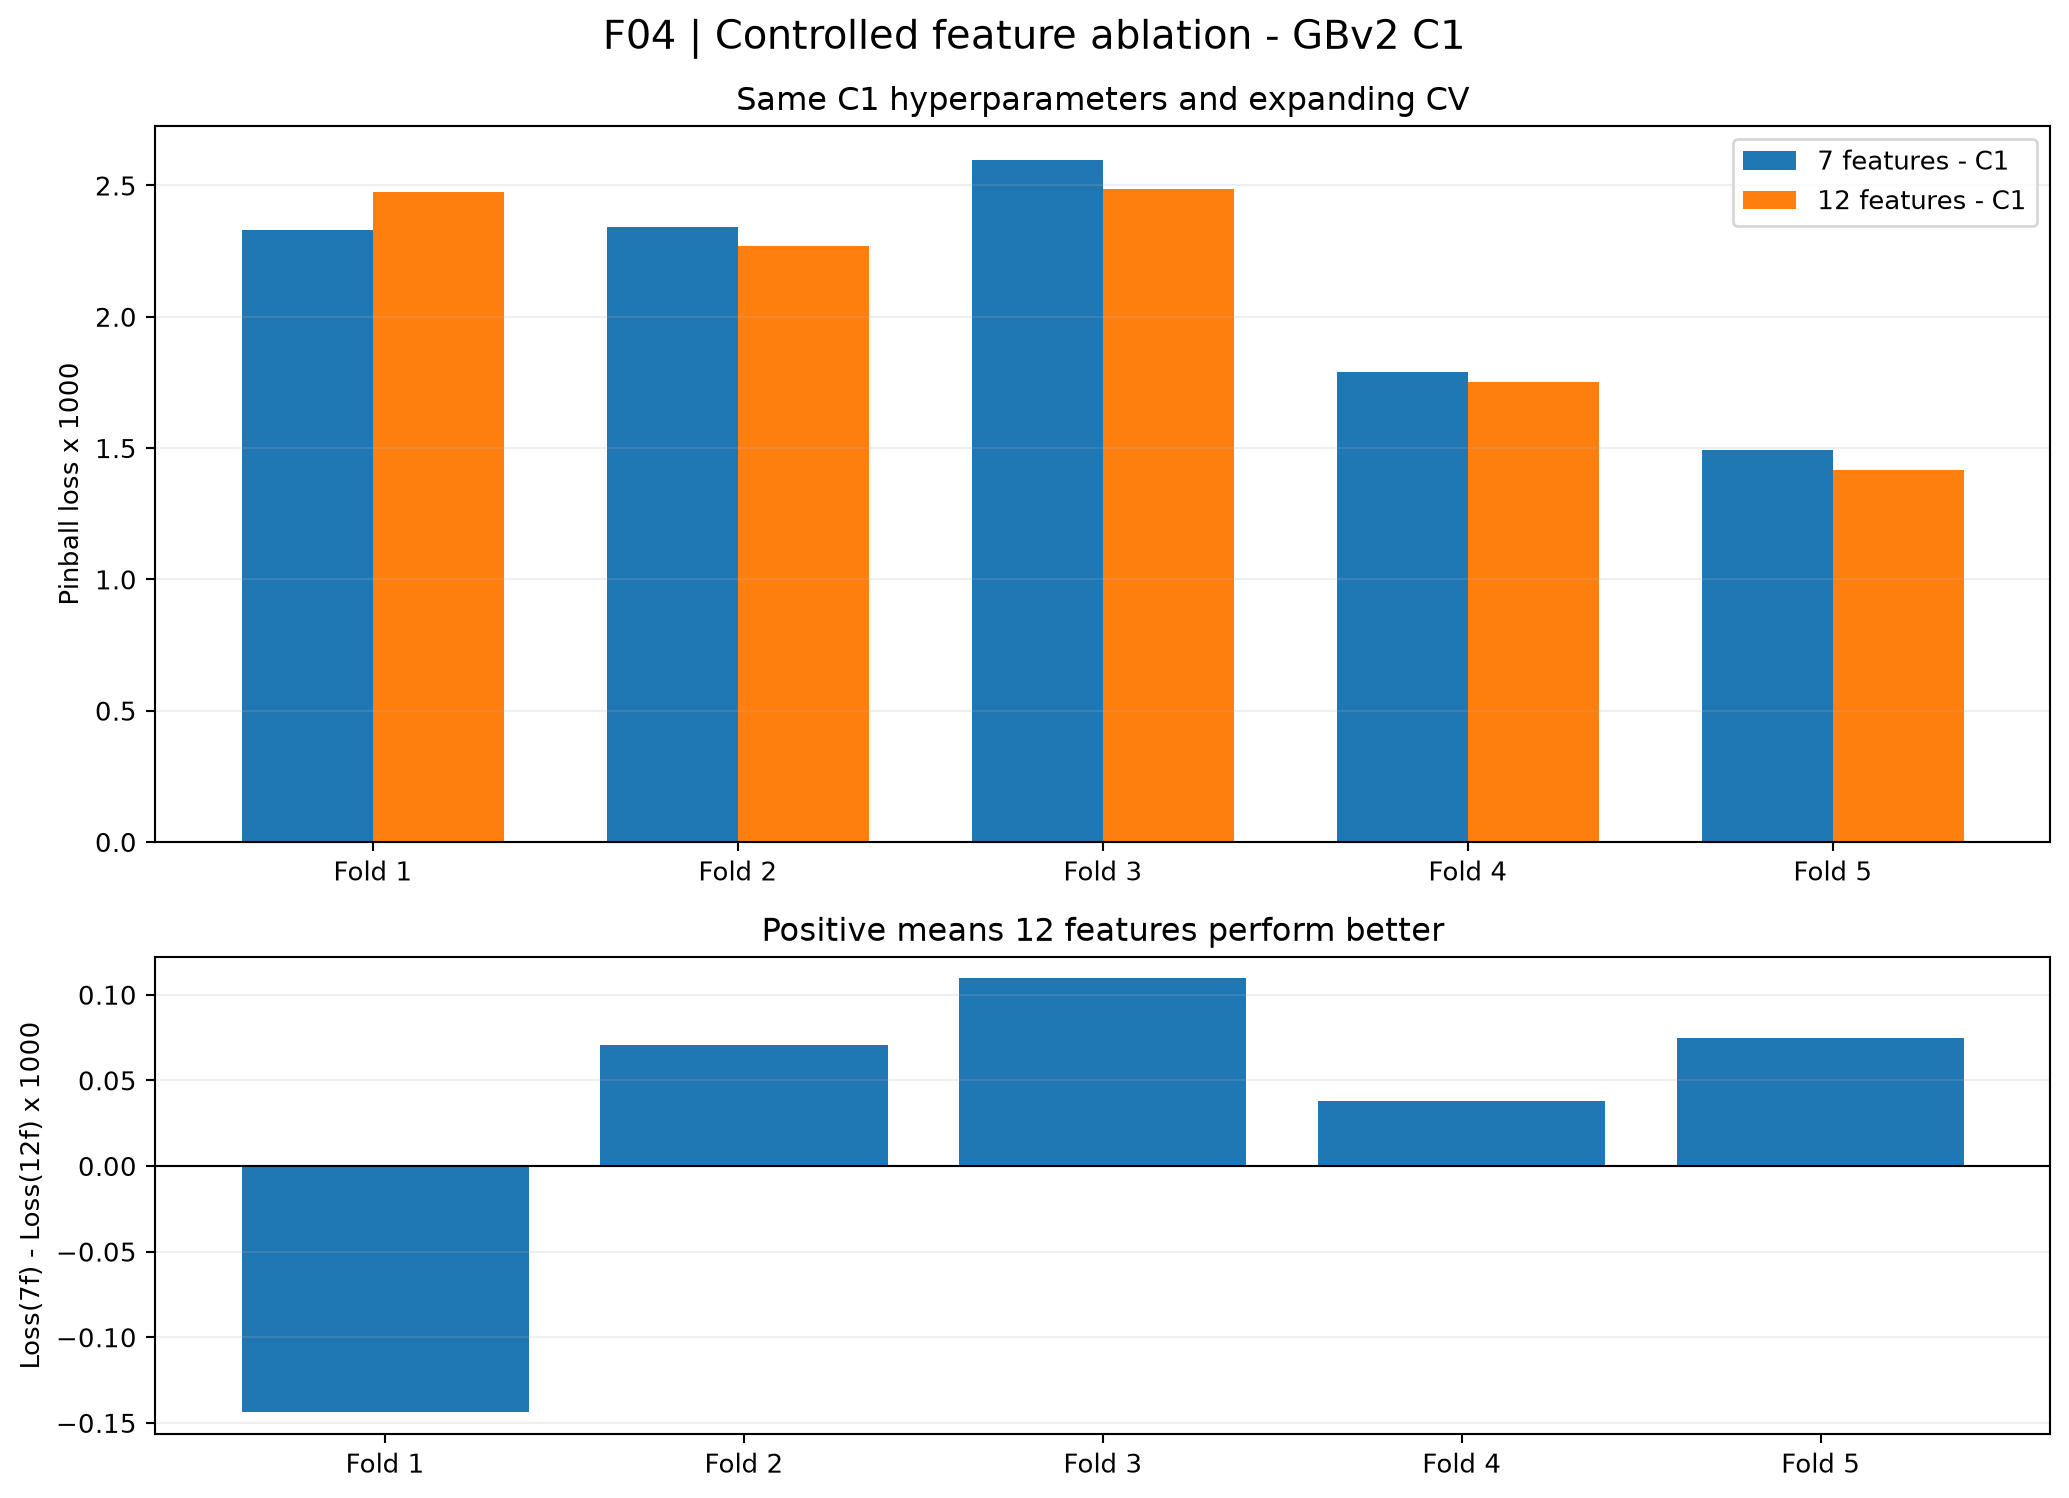 F04 | Controlled feature ablation - GBv2 C1
Same C1 hyperparameters and expanding CV
7 features - C1
12 features - C1
Pinball loss x 1000
2.5
2.0
1.5
1.0
0.5
0.0
Fold 1 Fold 2 Fold 3 Fold 4 Fold 5
Positive means 12 features perform better
Loss(7f) - Loss(12f) x 1000
0.10
0.05
0.00
−0.05
−0.10
−0.15
Fold 1 Fold 2 Fold 3 Fold 4 Fold 5